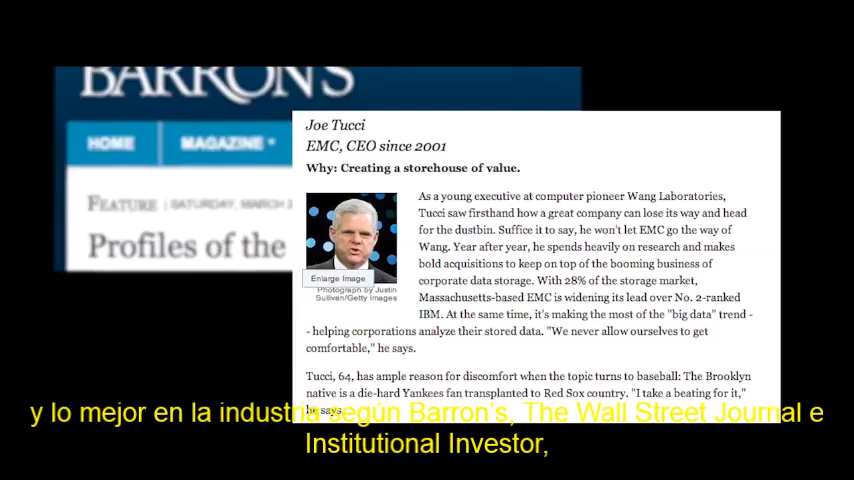 BARRON'S
HOME
MAGAZINE
FEATURE | SATURDAY, MARCH 2
Profiles of the
Joe Tucci
EMC, CEO since 2001
Why: Creating a storehouse of value.
As a young executive at computer pioneer Wang Laboratories,
Tucci saw firsthand how a great company can lose its way and head
for the dustbin. Suffice it to say, he won't let EMC go the way of
Wang. Year after year, he spends heavily on research and makes
bold acquisitions to keep on top of the booming business of
corporate data storage. With 28% of the storage market,
Massachusetts-based EMC is widening its lead over No. 2-ranked
IBM. At the same time, it's making the most of the "big data" trend -
- helping corporations analyze their stored data. "We never allow ourselves to get
comfortable," he says.
Enlarge Image
Photograph by Justin
Sullivan/Getty Images
Tucci, 64, has ample reason for discomfort when the topic turns to baseball: The Brooklyn
native is a die-hard Yankees fan transplanted to Red Sox country. "I take a beating for it,"
he says.
y lo mejor en la industria según Barron's, The Wall Street Journal e
Institutional Investor,